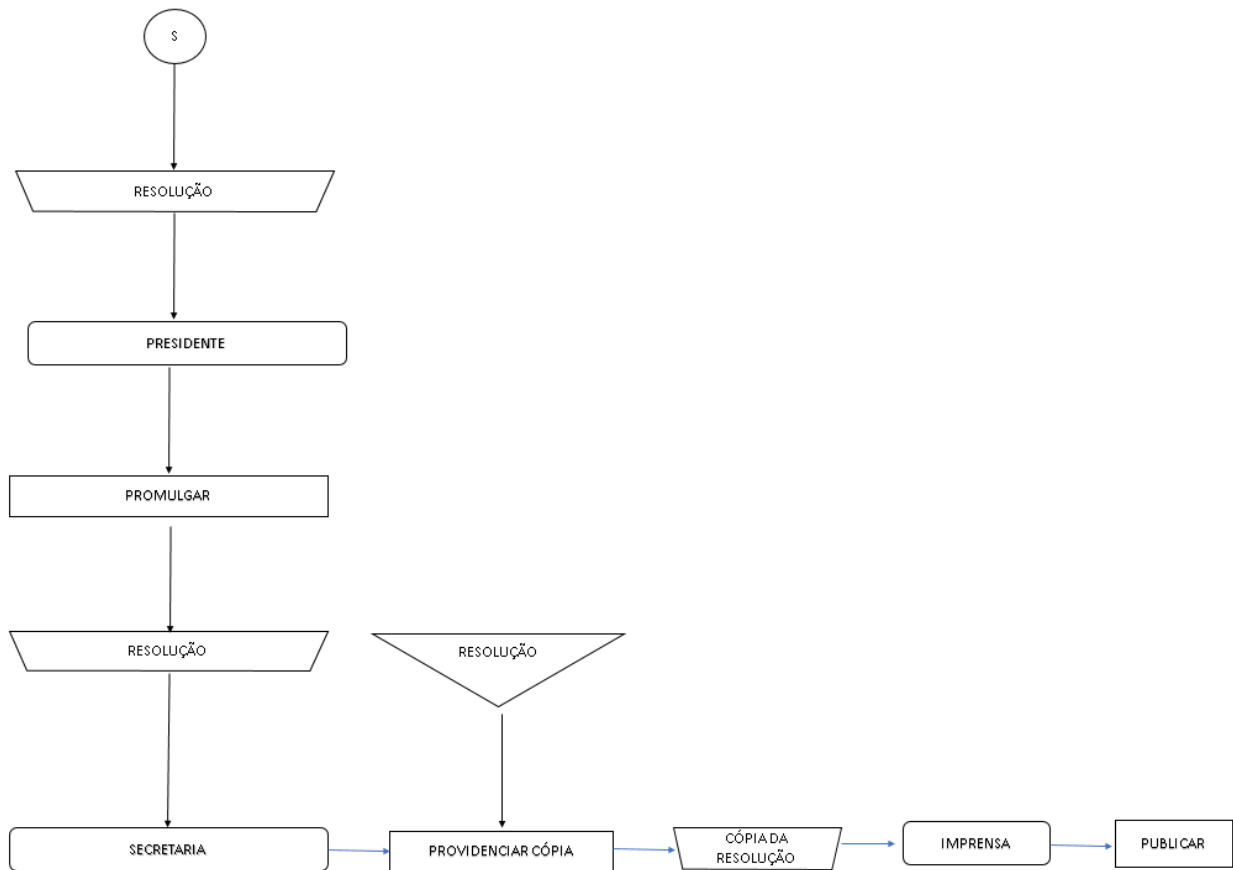 S
RESOLUÇÃO
PRESIDENTE
PROMULGAR
RESOLUÇÃO
RESOLUÇÃO
SECRETARIA
PROVIDENCIAR CÓPIA
CÓPIA DA
RESOLUÇÃO
IMPRENSA
PUBLICAR